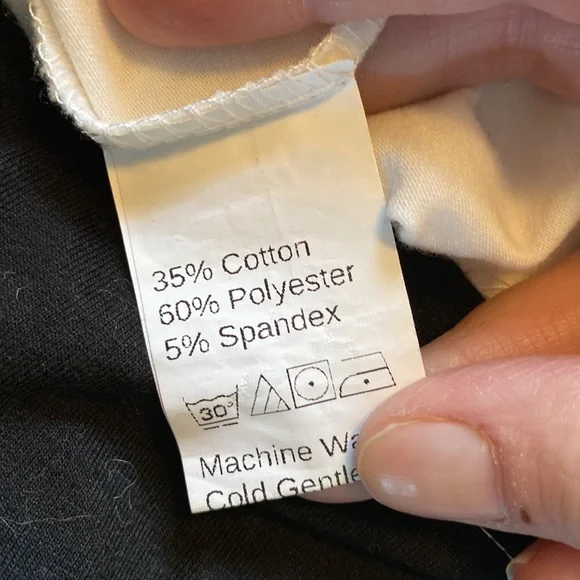 35% Cotton
60% Polyester
5% Spandex
30°
Machine
Cold Gentle